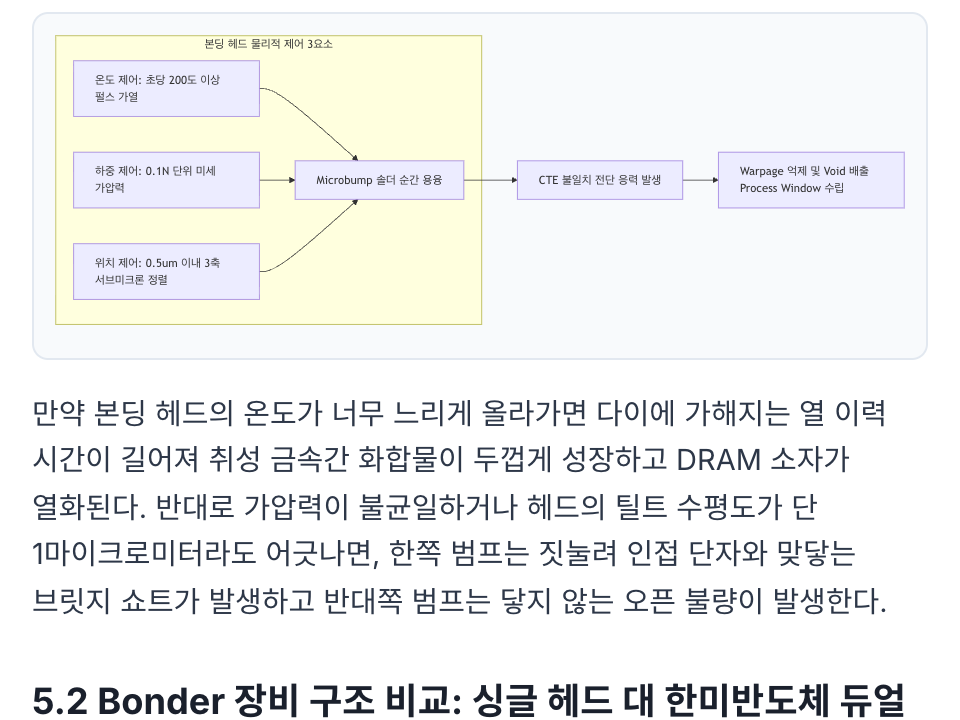 본딩 헤드 물리적 제어 3요소
온도 제어: 초당 200도 이상
펄스 가열
하중 제어: 0.1N 단위 미세
가압력
위치 제어: 0.5um 이내 3축
서브미크론 정렬
Microbump 솔더 순간 용융
CTE 불일치 전단 응력 발생
Warpage 억제 및 Void 배출
Process Window 수립
만약 본딩 헤드의 온도가 너무 느리게 올라가면 다이에 가해지는 열 이력
시간이 길어져 취성 금속간 화합물이 두껍게 성장하고 DRAM 소자가
열화된다. 반대로 가압력이 불균일하거나 헤드의 틸트 수평도가 단
1마이크로미터라도 어긋나면, 한쪽 범프는 짓눌려 인접 단자와 맞닿는
브릿지 쇼트가 발생하고 반대쪽 범프는 닿지 않는 오픈 불량이 발생한다.
5.2 Bonder 장비 구조 비교: 싱글 헤드 대 한미반도체 듀얼